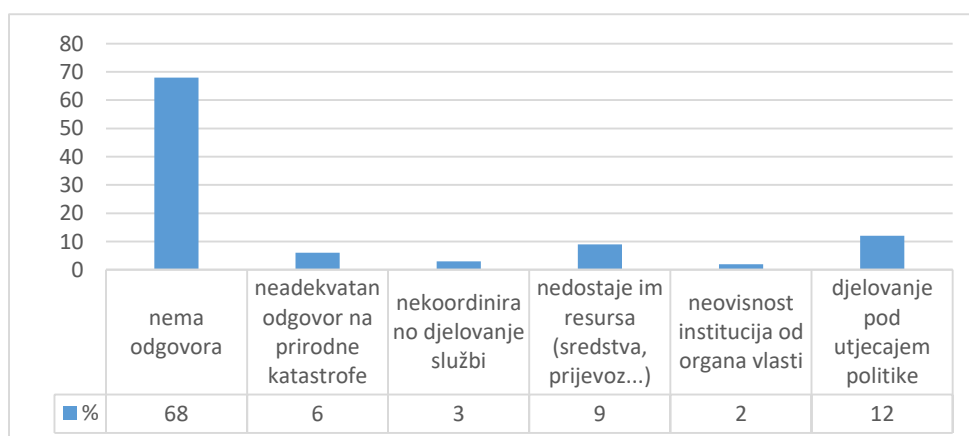 80
70
60
50
40
30
20
10
0
nema
odgovora
neadekvatan
odgovor na
prirodne
katastrofe
nekoordinira
no djelovanje
službi
nedostaje im
resursa
(sredstva,
prijevoz...)
neovisnost
institucija od
organa vlasti
djelovanje
pod
utjecajem
politike
% 68 6 3 9 2 12